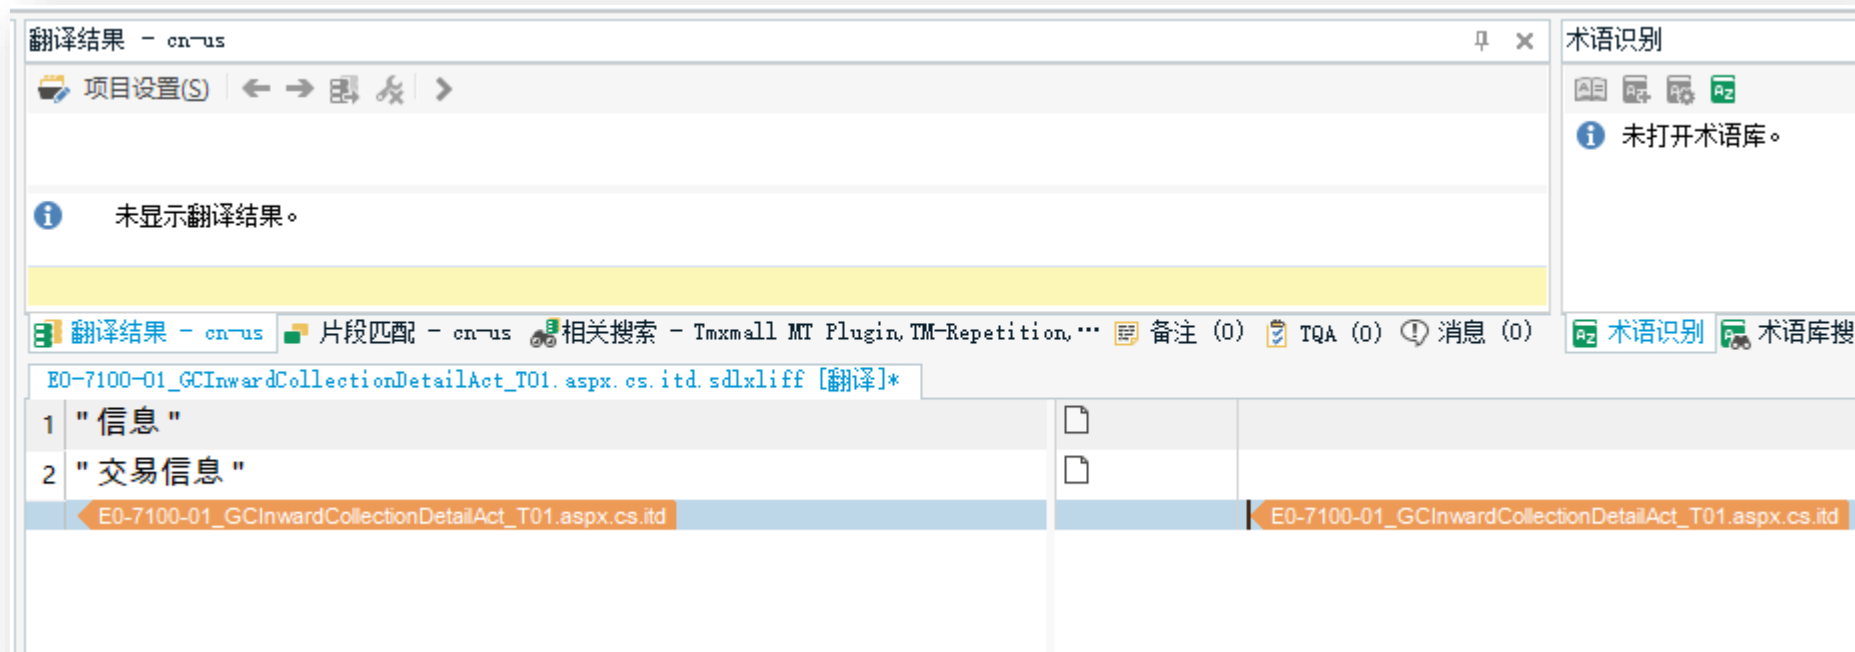 翻译结果 - cn-us
术语识别
项目设置(S)
未打开术语库。
未显示翻译结果。
翻译结果 - cn-us 片段匹配 - cn-us 相关搜索 - Tmxmall MT Plugin,TM-Repetition,… 备注 (0) TQA (0) 消息 (0) 术语识别 术语库搜
E0-7100-01_GCInwardCollectionDetailAct_T01.aspx.cs.itd.sdlxliff [翻译]*
1 "信息"
2 "交易信息"
E0-7100-01_GCInwardCollectionDetailAct_T01.aspx.cs.itd E0-7100-01_GCInwardCollectionDetailAct_T01.aspx.cs.itd